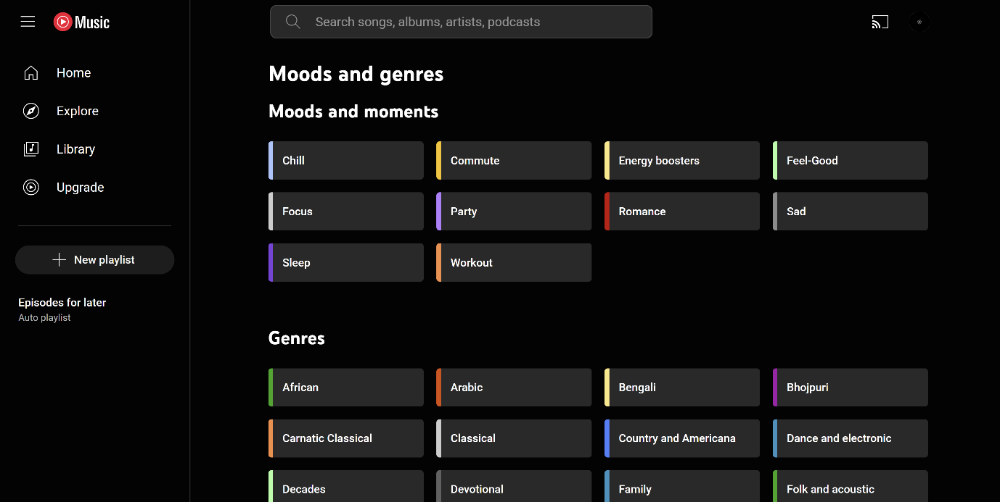 Music
Search songs, albums, artists, podcasts
Home
Explore
Library
Upgrade
New playlist
Episodes for later
Auto playlist
Moods and genres
Moods and moments
Chill
Commute
Energy boosters
Feel-Good
Focus
Party
Romance
Sad
Sleep
Workout
Genres
African
Arabic
Bengali
Bhojpuri
Carnatic Classical
Classical
Country and Americana
Dance and electronic
Decades
Devotional
Family
Folk and acoustic